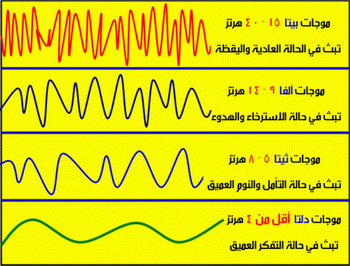 موجات بيتا ١٥ - ٤٠ هرتز
تبث في الحالة العادية واليقظة
موجات ألفا ٩ - ١٤ هرتز
تبث في حالة الاسترخاء والهدوء
موجات ثيتا ٥ - ٨ هرتز
تبث في حالة التأمل والنوم العميق
موجات دلتا أقل من ٤ هرتز
تبث في حالة التفكر العميق